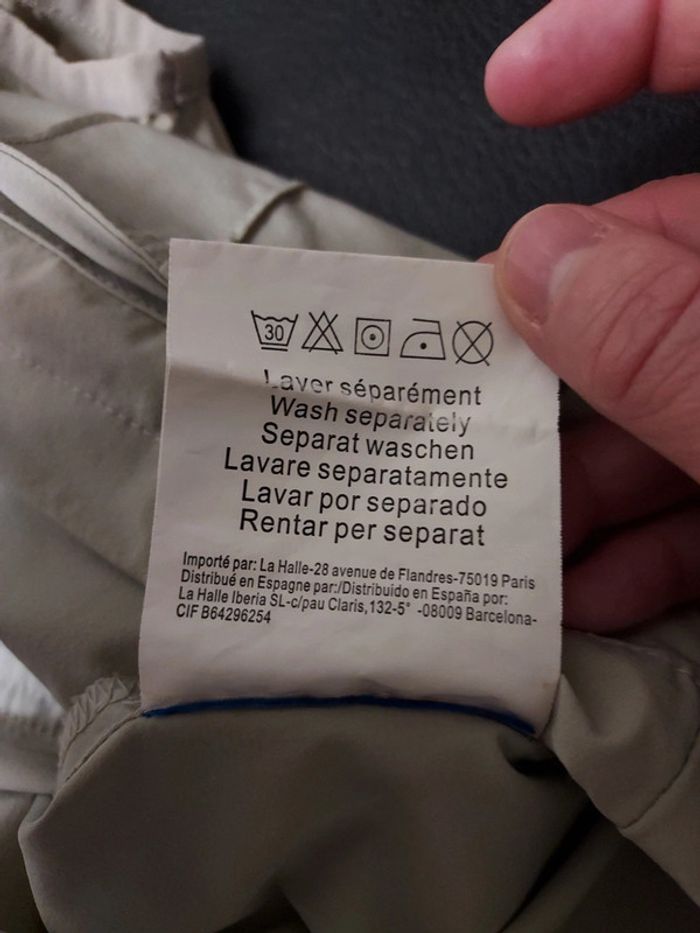 30
Laver séparément
Wash separately
Separat waschen
Lavare separatamente
Lavar por separado
Rentar per separat
Importé par: La Halle-28 avenue de Flandres-75019 Paris
Distribué en Espagne par:/Distribuido en España por:
La Halle Iberia SL-c/pau Claris,132-5° -08009 Barcelona-
CIF B64296254